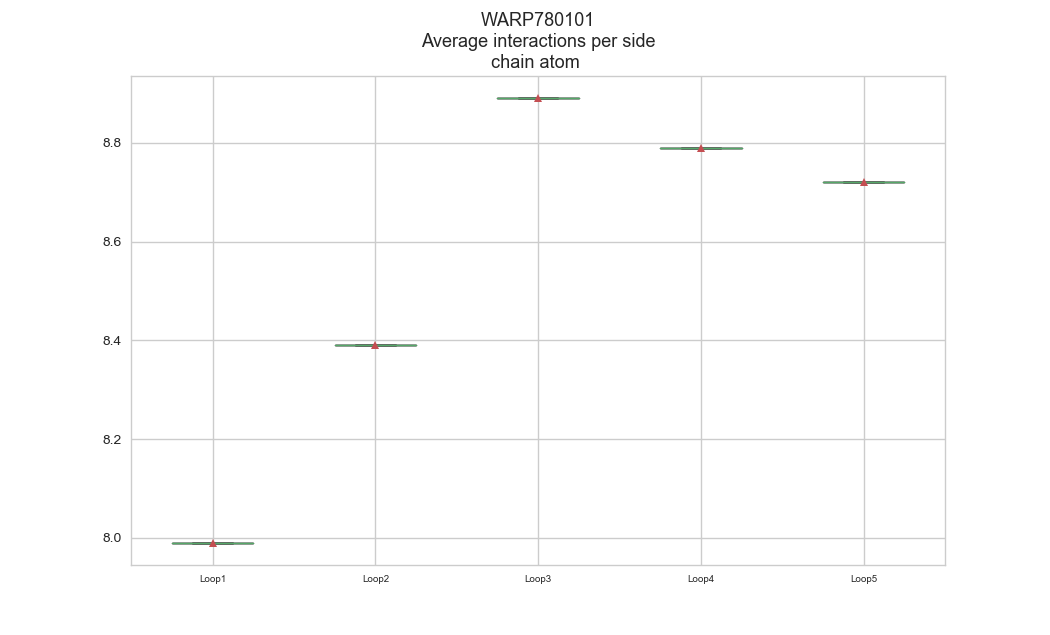 WARP780101
Average interactions per side
chain atom
8.8
8.6
8.4
8.2
8.0
Loop1 Loop2 Loop3 Loop4 Loop5